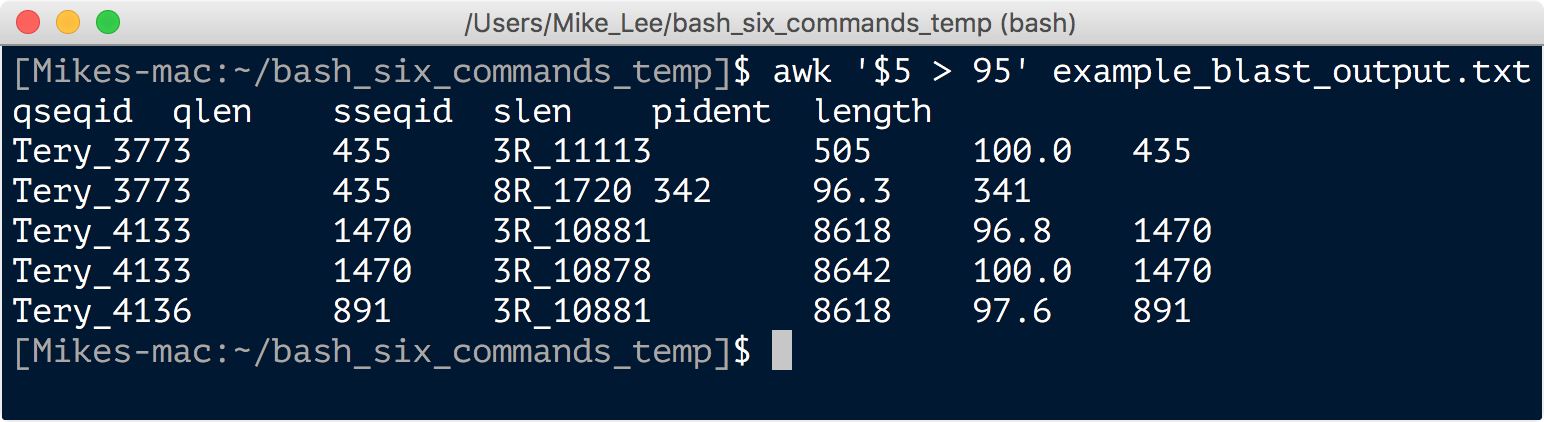 /Users/Mike_Lee/bash_six_commands_temp (bash)
[Mikes-mac:~/bash_six_commands_temp]$ awk '$5 > 95' example_blast_output.txt
qseqid  qlen    sseqid  slen    pident  length
Tery_3773       435     3R_11113        505     100.0   435
Tery_3773       435     8R_1720 342     96.3    341
Tery_4133       1470    3R_10881        8618    96.8    1470
Tery_4133       1470    3R_10878        8642    100.0   1470
Tery_4136       891     3R_10881        8618    97.6    891
[Mikes-mac:~/bash_six_commands_temp]$